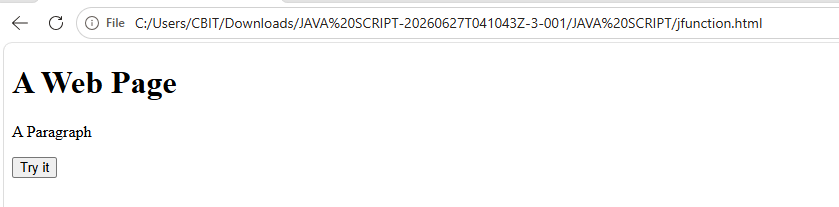 File C:/Users/CBIT/Downloads/JAVA%20SCRIPT-20260627T041043Z-3-001/JAVA%20SCRIPT/jfunction.html
A Web Page
A Paragraph
Try it